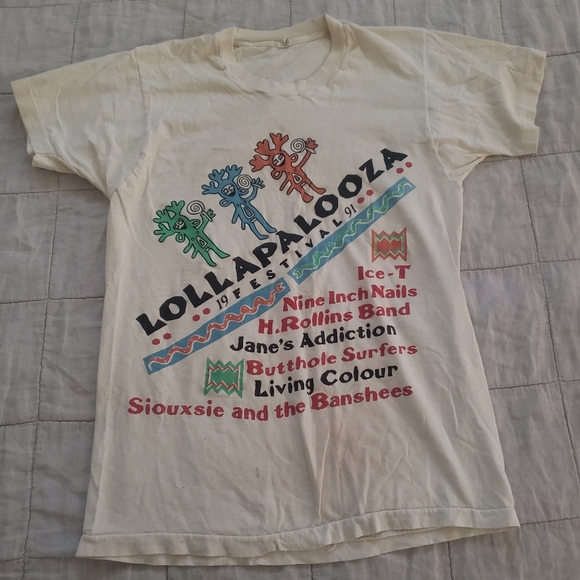 LOLLAPALOOZA
19 FESTIVAL 91
Ice-T
Nine Inch Nails
H. Rollins Band
Jane's Addiction
Butthole Surfers
Living Colour
Siouxsie and the Banshees